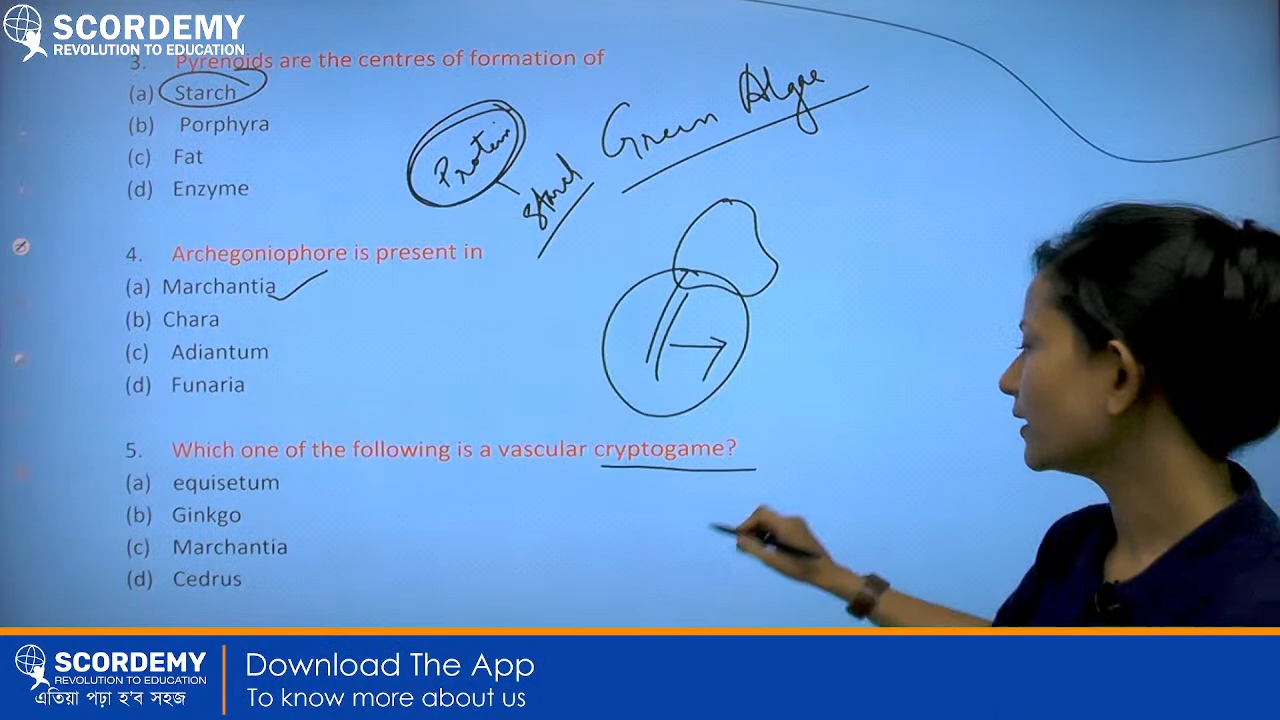 SCORDEMY
REVOLUTION TO EDUCATION
3. Pyrenoids are the centres of formation of
(a) Starch
(b) Porphyra
(c) Fat
(d) Enzyme
Protein
Starch
Green Algae
4. Archegoniophore is present in
(a) Marchantia
(b) Chara
(c) Adiantum
(d) Funaria
5. Which one of the following is a vascular cryptogame?
(a) equisetum
(b) Ginkgo
(c) Marchantia
(d) Cedrus
SCORDEMY
REVOLUTION TO EDUCATION
এতিয়া পঢ়া হ'ব সহজ
Download The App
To know more about us